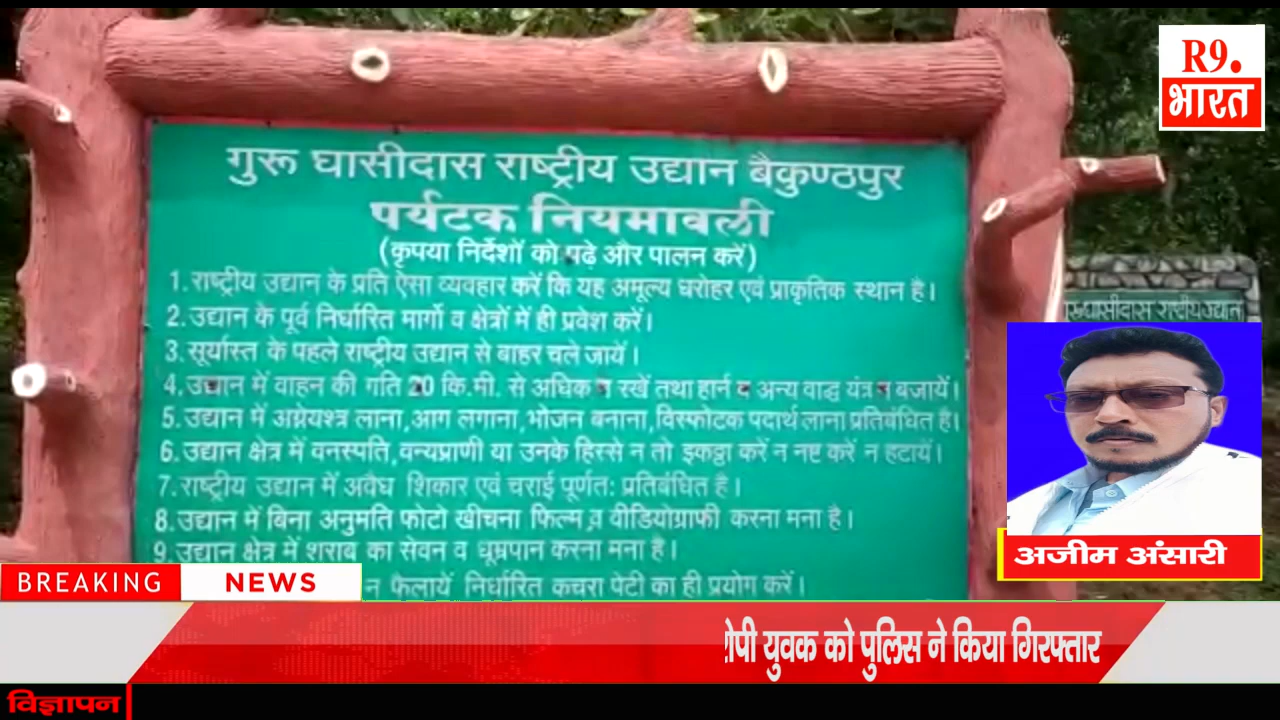 R9.
भारत
गुरू घासीदास राष्ट्रीय उद्यान बैकुण्ठपुर
पर्यटक नियमावली
(कृपया निर्देशों को पढ़े और पालन करें)
1. राष्ट्रीय उद्यान के प्रति ऐसा व्यवहार करें कि यह अमूल्य धरोहर एवं प्राकृतिक स्थान है।
2. उद्यान के पूर्व निर्धारित मार्गो व क्षेत्रों में ही प्रवेश करें।
3. सूर्यास्त के पहले राष्ट्रीय उद्यान से बाहर चले जायें।
4. उद्यान में वाहन की गति 20 कि.मी. से अधिक न रखें तथा हार्न व अन्य वाद्य यंत्र न बजायें।
5. उद्यान में अग्नेयश्त्र लाना, आग लगाना, भोजन बनाना, विस्फोटक पदार्थ लाना प्रतिबंधित है।
6. उद्यान क्षेत्र में वनस्पति, वन्यप्राणी या उनके हिस्से न तो इकट्ठा करें न नष्ट करें न हटायें।
7. राष्ट्रीय उद्यान में अवैध शिकार एवं चराई पूर्णत: प्रतिबंधित है।
8. उद्यान में बिना अनुमति फोटो खीचना फिल्म व वीडियोग्राफी करना मना है।
9. उद्यान क्षेत्र में शराब का सेवन व धूम्रपान करना मना है।
न फैलायें निर्धारित कचरा पेटी का ही प्रयोग करें।
गुरू घासीदास राष्ट्रीय उद्यान
अजीम अंसारी
BREAKING NEWS
युवक को पुलिस ने किया गिरफ्तार
विज्ञापन